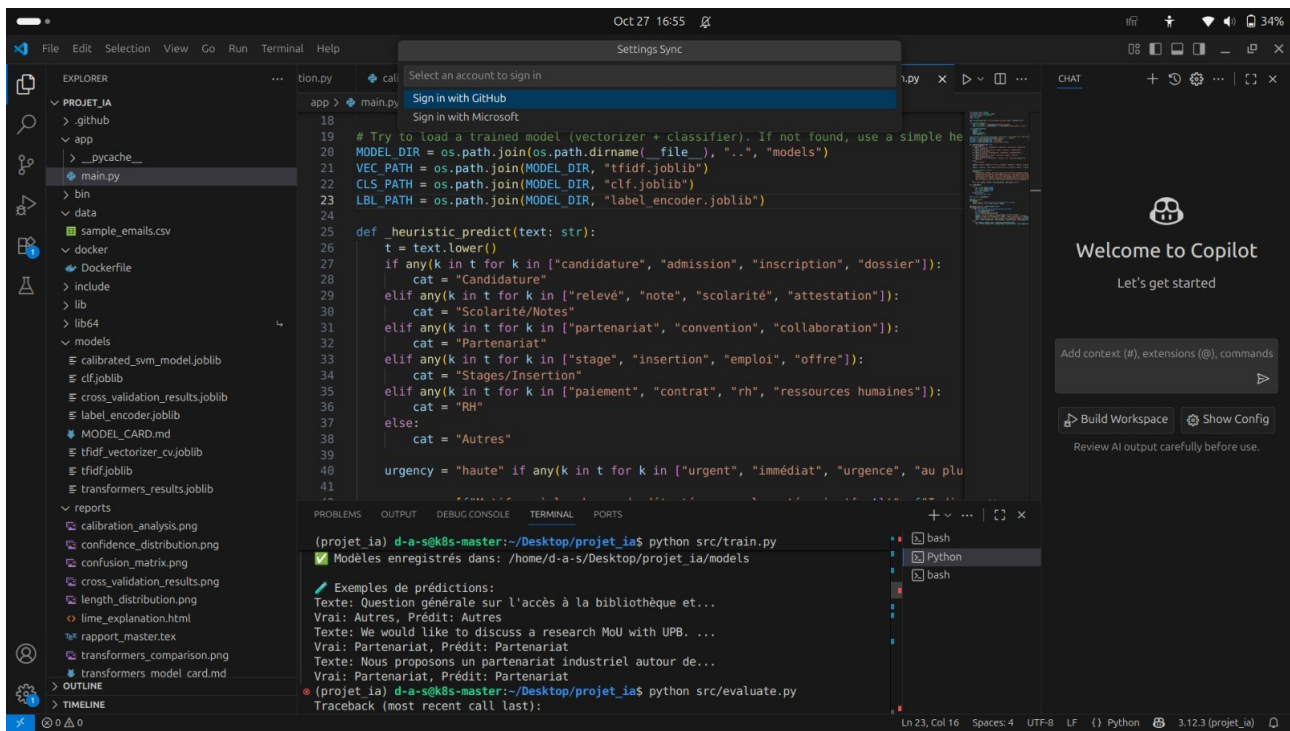 Oct 27 16:55
34%
File Edit Selection View Go Run Terminal Help
Settings Sync
Select an account to sign in
Sign in with GitHub
Sign in with Microsoft
EXPLORER
PROJET_IA
.github
app
__pycache__
main.py
bin
data
sample_emails.csv
docker
Dockerfile
include
lib
lib64
models
calibrated_svm_model.joblib
clf.joblib
cross_validation_results.joblib
label_encoder.joblib
MODEL_CARD.md
tfidf_vectorizer_cv.joblib
tfidf.joblib
transformers_results.joblib
reports
calibration_analysis.png
confidence_distribution.png
confusion_matrix.png
cross_validation_results.png
length_distribution.png
lime_explanation.html
rapport_master.tex
transformers_comparison.png
transformers_model_card.md
OUTLINE
TIMELINE
1
1
tion.py cali .py
app > main.py
18
19 # Try to load a trained model (vectorizer + classifier). If not found, use a simple he
20 MODEL_DIR = os.path.join(os.path.dirname(__file__), "..", "models")
21 VEC_PATH = os.path.join(MODEL_DIR, "tfidf.joblib")
22 CLS_PATH = os.path.join(MODEL_DIR, "clf.joblib")
23 LBL_PATH = os.path.join(MODEL_DIR, "label_encoder.joblib")
24
25 def _heuristic_predict(text: str):
26 t = text.lower()
27 if any(k in t for k in ["candidature", "admission", "inscription", "dossier"]):
28 cat = "Candidature"
29 elif any(k in t for k in ["relevé", "note", "scolarité", "attestation"]):
30 cat = "Scolarité/Notes"
31 elif any(k in t for k in ["partenariat", "convention", "collaboration"]):
32 cat = "Partenariat"
33 elif any(k in t for k in ["stage", "insertion", "emploi", "offre"]):
34 cat = "Stages/Insertion"
35 elif any(k in t for k in ["paiement", "contrat", "rh", "ressources humaines"]):
36 cat = "RH"
37 else:
38 cat = "Autres"
39
40 urgency = "haute" if any(k in t for k in ["urgent", "immédiat", "urgence", "au plu
41
PROBLEMS OUTPUT DEBUG CONSOLE TERMINAL PORTS
(projet_ia) d-a-s@k8s-master:~/Desktop/projet_ia$ python src/train.py
✅ Modèles enregistrés dans: /home/d-a-s/Desktop/projet_ia/models
🧪 Exemples de prédictions:
Texte: Question générale sur l'accès à la bibliothèque et...
Vrai: Autres, Prédit: Autres
Texte: We would like to discuss a research MoU with UPB. ...
Vrai: Partenariat, Prédit: Partenariat
Texte: Nous proposons un partenariat industriel autour de...
Vrai: Partenariat, Prédit: Partenariat
(projet_ia) d-a-s@k8s-master:~/Desktop/projet_ia$ python src/evaluate.py
Traceback (most recent call last):
bash
Python
bash
CHAT
Welcome to Copilot
Let's get started
Add context (#), extensions (@), commands
Build Workspace
Show Config
Review AI output carefully before use.
0 0
Ln 23, Col 16 Spaces: 4 UTF-8 LF {} Python 3.12.3 (projet_ia)